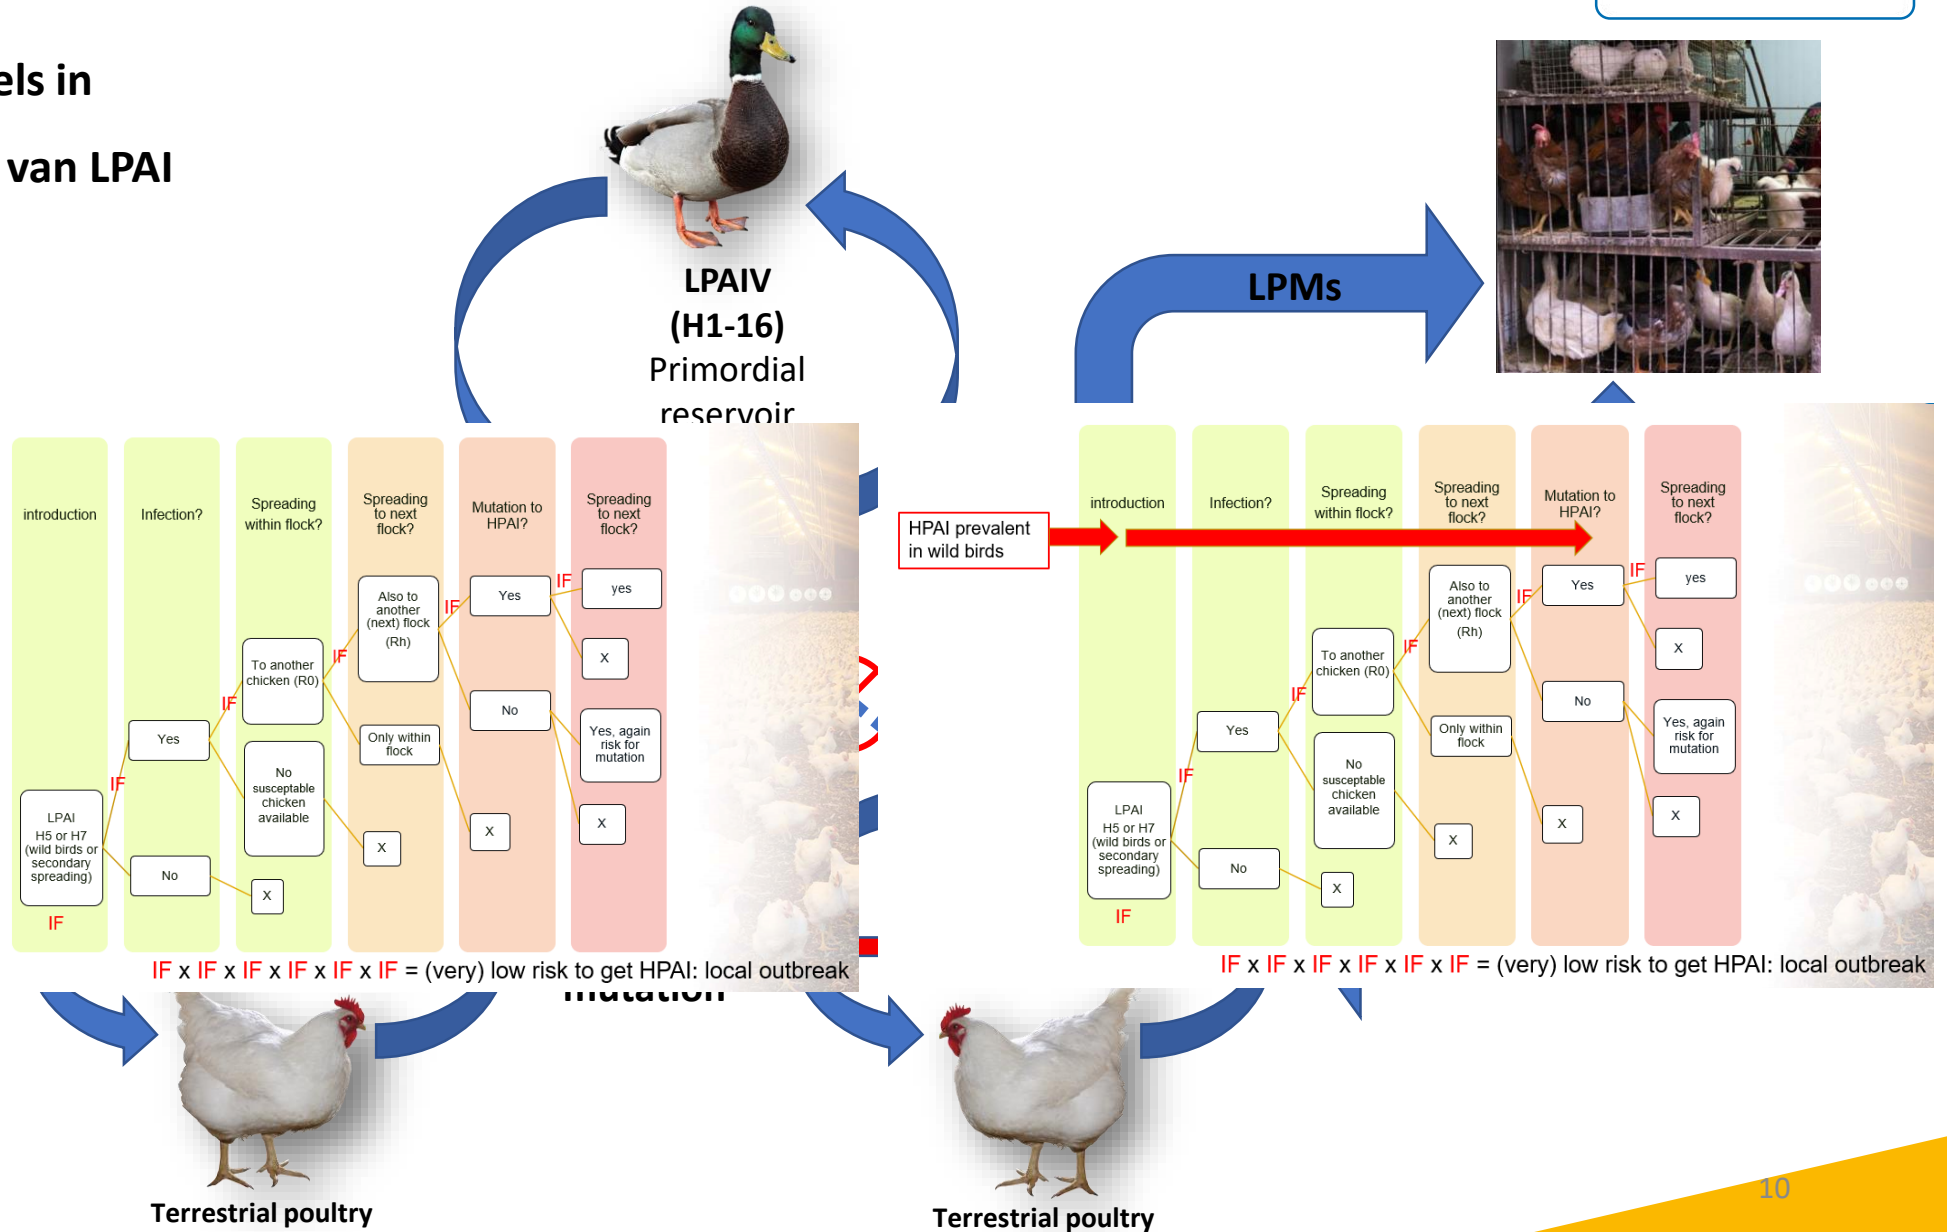 els in
van LPAI
LPAIV
(H1-16)
Primordial
reservoir
LPMs
introduction
Infection?
Spreading
within flock?
Spreading
to next
flock?
Mutation to
HPAI?
Spreading
to next
flock?
LPAI
H5 or H7
(wild birds or
secondary
spreading)
IF
IF
Yes
No
IF
To another
chicken (R0)
No
susceptable
chicken
available
X
IF
Also to
another
(next) flock
(Rh)
Only within
flock
X
IF
Yes
No
X
IF
yes
X
Yes, again
risk for
mutation
X
IF x IF x IF x IF x IF x IF = (very) low risk to get HPAI: local outbreak
HPAI prevalent
in wild birds
introduction
Infection?
Spreading
within flock?
Spreading
to next
flock?
Mutation to
HPAI?
Spreading
to next
flock?
LPAI
H5 or H7
(wild birds or
secondary
spreading)
IF
IF
Yes
No
IF
To another
chicken (R0)
No
susceptable
chicken
available
X
IF
Also to
another
(next) flock
(Rh)
Only within
flock
X
IF
Yes
No
X
IF
yes
X
Yes, again
risk for
mutation
X
IF x IF x IF x IF x IF x IF = (very) low risk to get HPAI: local outbreak
mutation
Terrestrial poultry
Terrestrial poultry
10